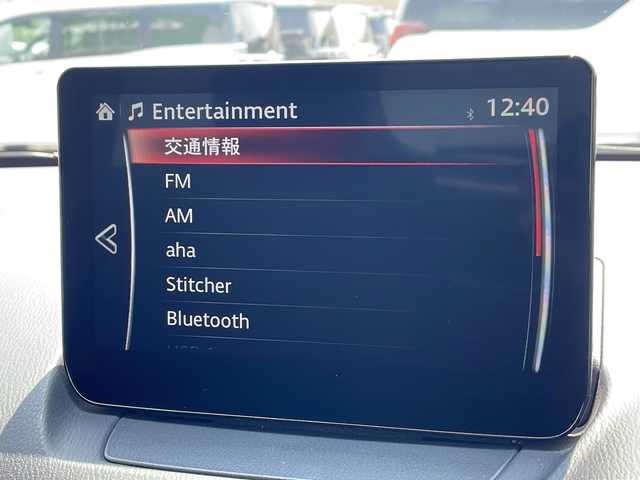 Entertainment 12:40
交通情報
FM
AM
aha
Stitcher
Bluetooth